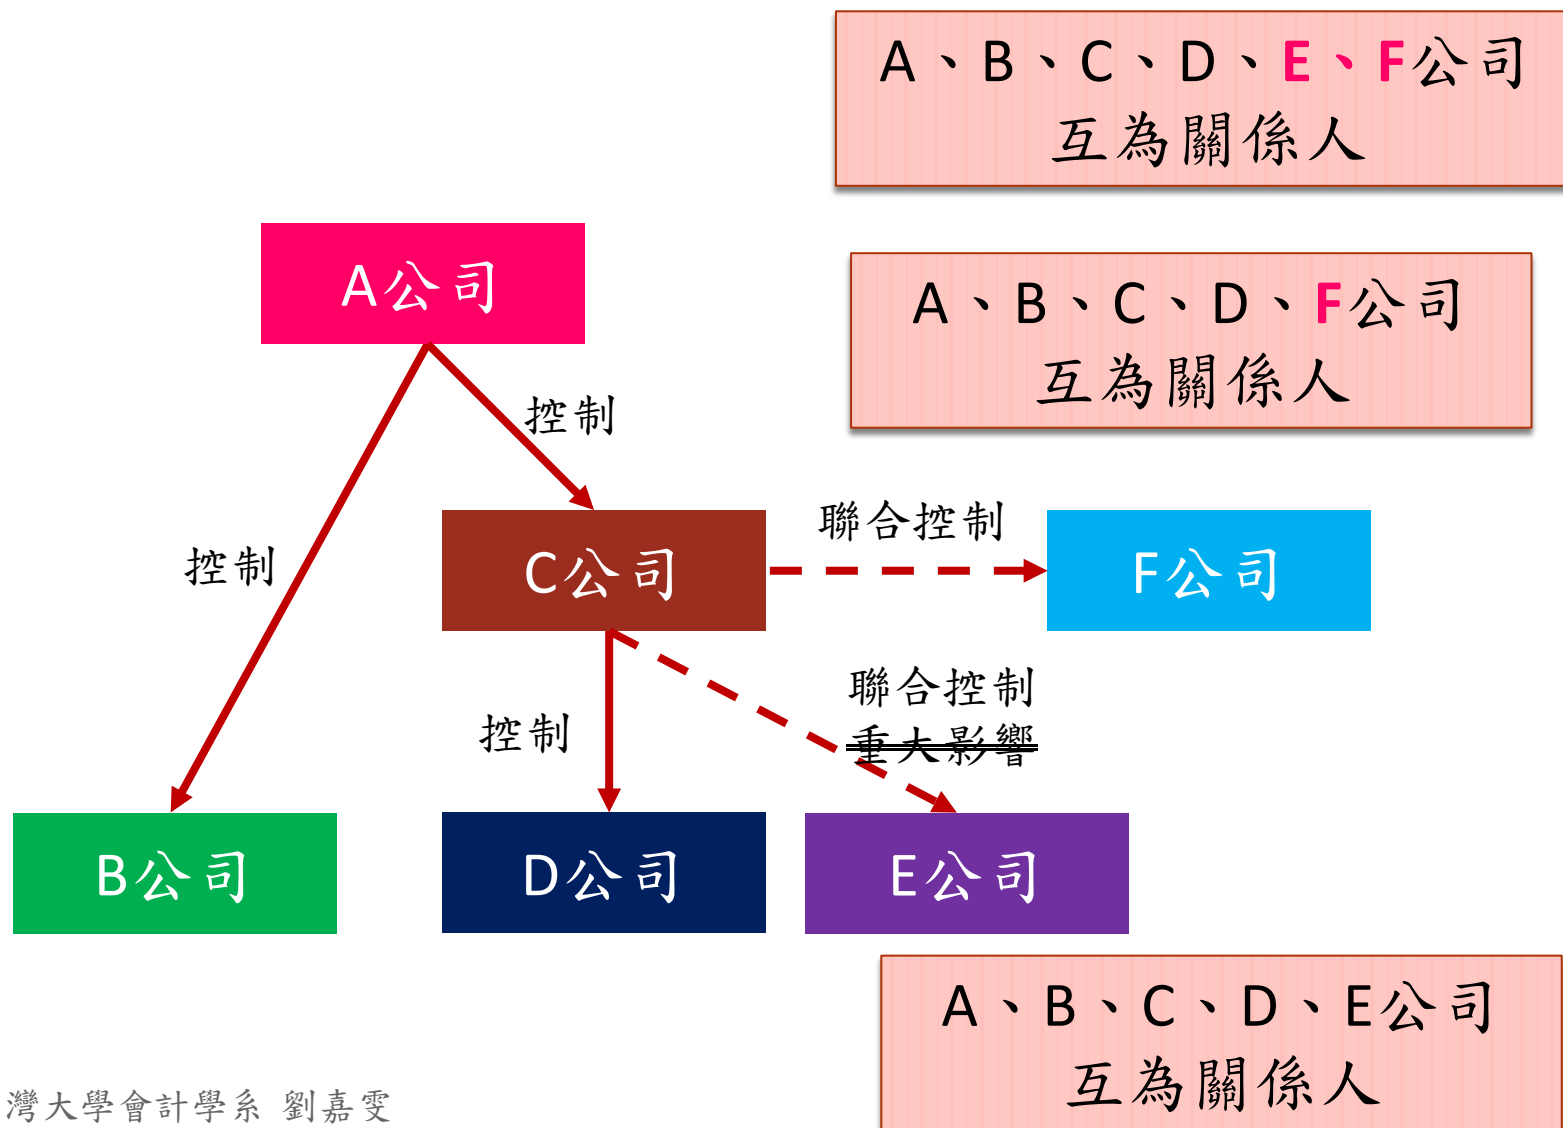 A、B、C、D、E、F公司
互為關係人
A公司
A、B、C、D、F公司
互為關係人
控制
控制
聯合控制
C公司
F公司
聯合控制
重大影響
控制
B公司
D公司
E公司
A、B、C、D、E公司
互為關係人
灣大學會計學系 劉嘉雯